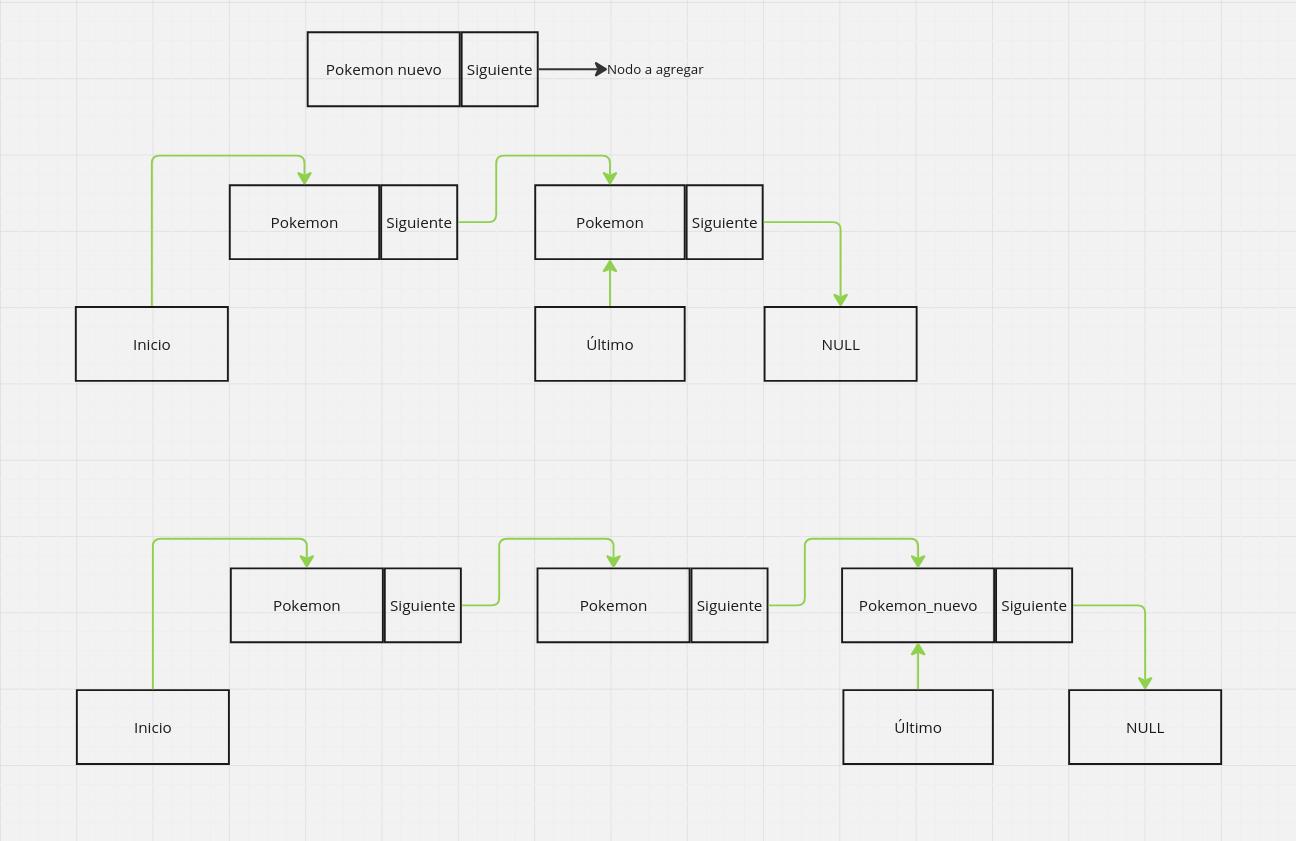 Pokemon nuevo
Siguiente
Nodo a agregar
Pokemon
Siguiente
Pokemon
Siguiente
Inicio
Último
NULL
Pokemon
Siguiente
Pokemon
Siguiente
Pokemon_nuevo
Siguiente
Inicio
Último
NULL